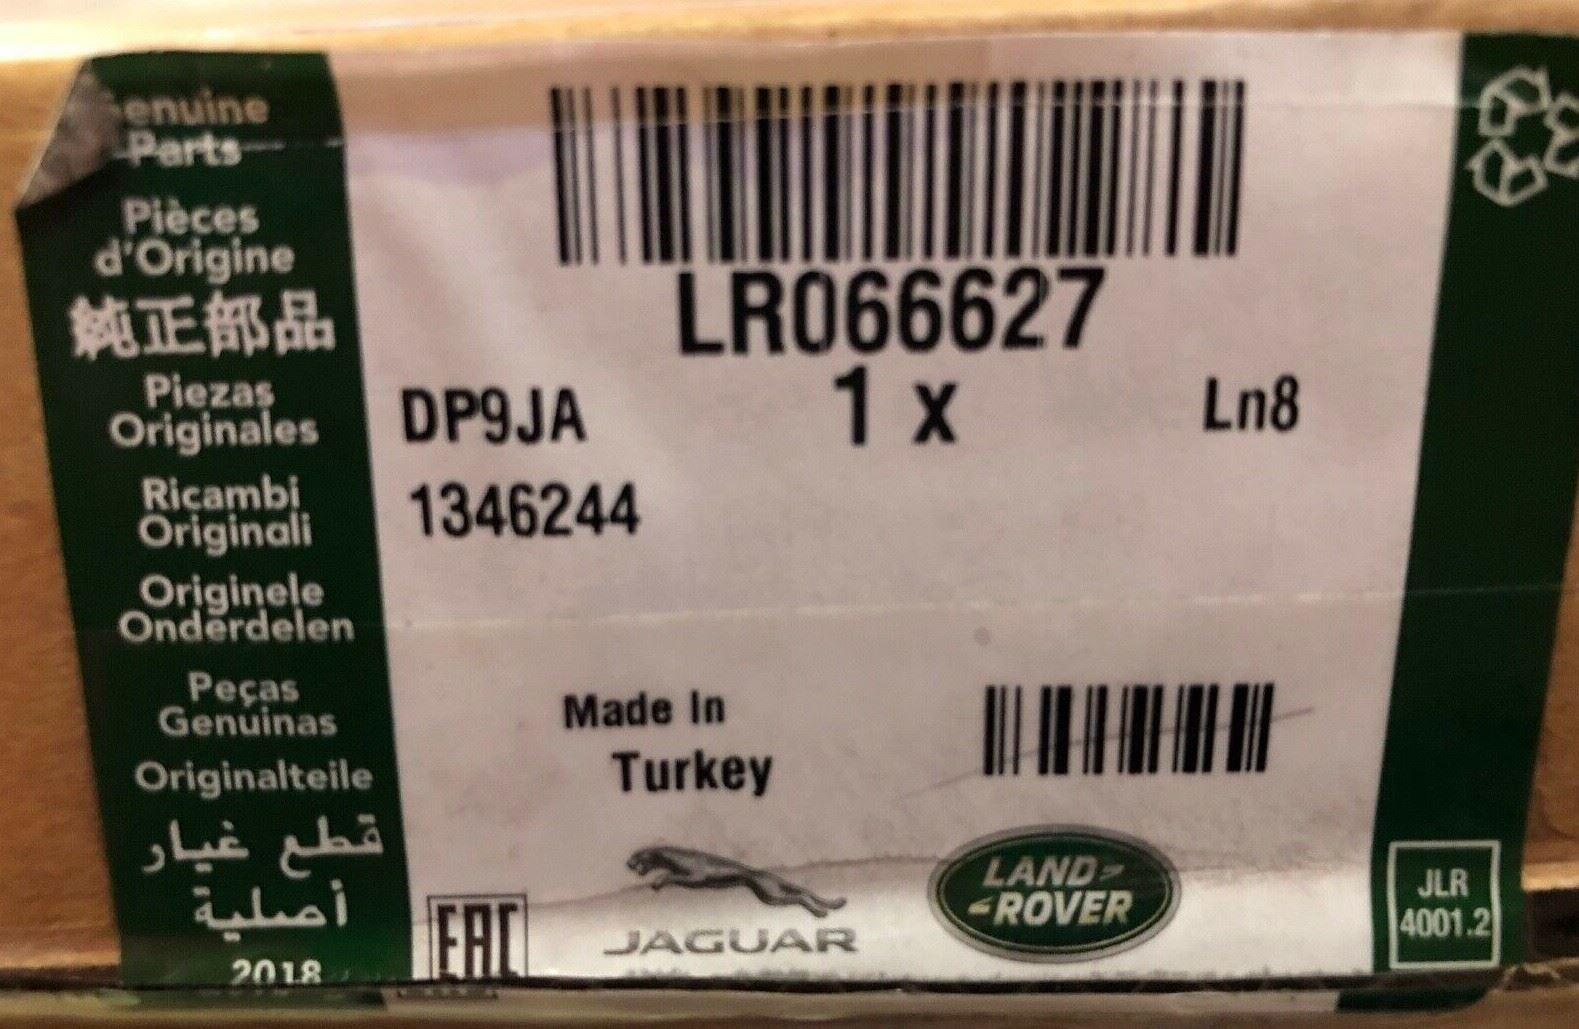 enuine
Parts
Pièces
d'Origine
純正部品
Piezas
Originales
Ricambi
Originali
Originele
Onderdelen
Peças
Genuinas
Originalteile
قطع غيار
أصلية
2018
LR066627
DP9JA 1 x Ln8
1346244
Made In
Turkey
EAC
JAGUAR
LAND
ROVER
JLR
4001.2